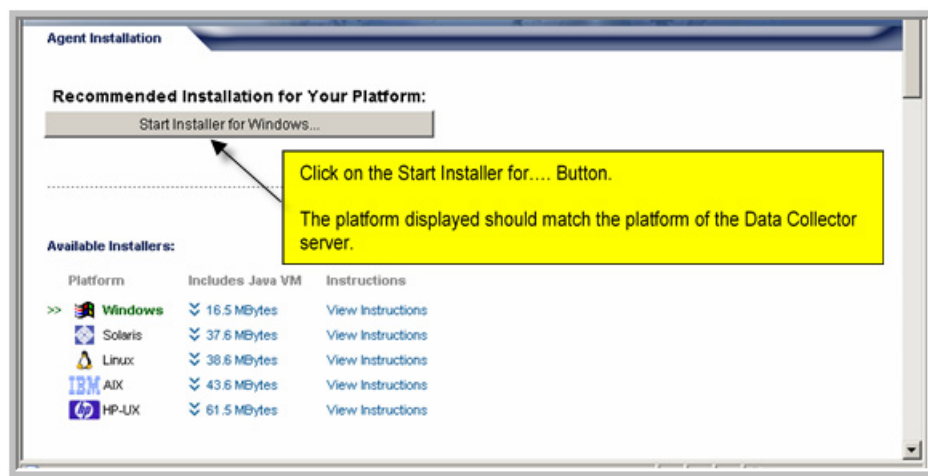 Agent Installation
Recommended Installation for Your Platform:
Start Installer for Windows...
Click on the Start Installer for.... Button.
The platform displayed should match the platform of the Data Collector
server.
Available Installers:
Platform Includes Java VM Instructions
>> Windows 16.5 MBytes View Instructions
Solaris 37.6 MBytes View Instructions
Linux 38.6 MBytes View Instructions
IBM AIX 43.6 MBytes View Instructions
hp HP-UX 61.5 MBytes View Instructions